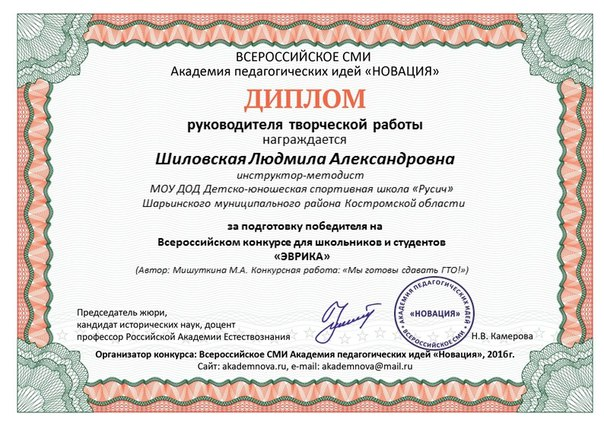 ВСЕРОССИЙСКОЕ СМИ
Академия педагогических идей «НОВАЦИЯ»
ДИПЛОМ
руководителя творческой работы
награждается
Шиловская Людмила Александровна
инструктор-методист
МОУ ДОД Детско-юношеская спортивная школа «Русич»
Шарьинского муниципального района Костромской области
за подготовку победителя на
Всероссийском конкурсе для школьников и студентов
«ЭВРИКА»
(Автор: Мишуткина М.А. Конкурсная работа: «Мы готовы сдавать ГТО!»)
Председатель жюри,
кандидат исторических наук, доцент
профессор Российской Академии Естествознания
АКАДЕМИЯ ПЕДАГОГИЧЕСКИХ ИДЕЙ
«НОВАЦИЯ»
ВСЕРОССИЙСКОЕ СМИ
Н.В. Камерова
Организатор конкурса: Всероссийское СМИ Академия педагогических идей «Новация», 2016г.
Сайт: akademnova.ru, e-mail: akademnova@mail.ru